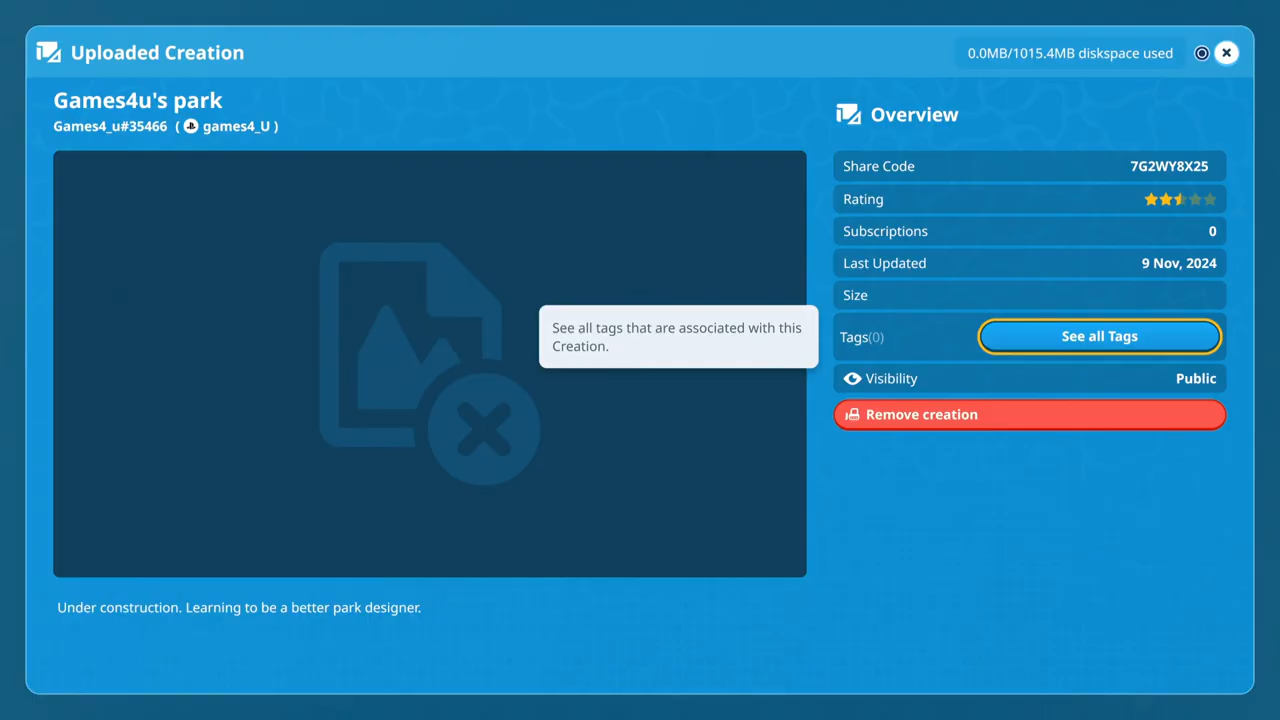 Uploaded Creation
0.0MB/1015.4MB diskspace used
Games4u's park
Games4_u#35466 ( games4_U )
Overview
Share Code 7G2WY8X25
Rating
Subscriptions 0
Last Updated 9 Nov, 2024
Size
See all tags that are associated with this
Creation.
Tags(0) See all Tags
Visibility Public
Remove creation
Under construction. Learning to be a better park designer.